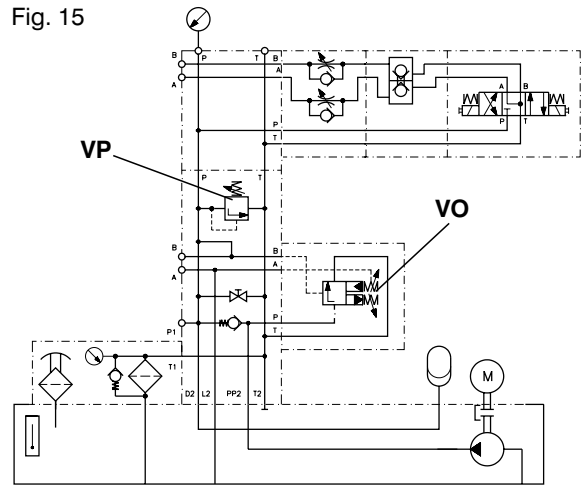 Fig. 15
B P T B
A A
A B
P P T
T
VP
P T
VO
B B
A A
P1 P
T
T1
D2 L2 PP2 T2
M